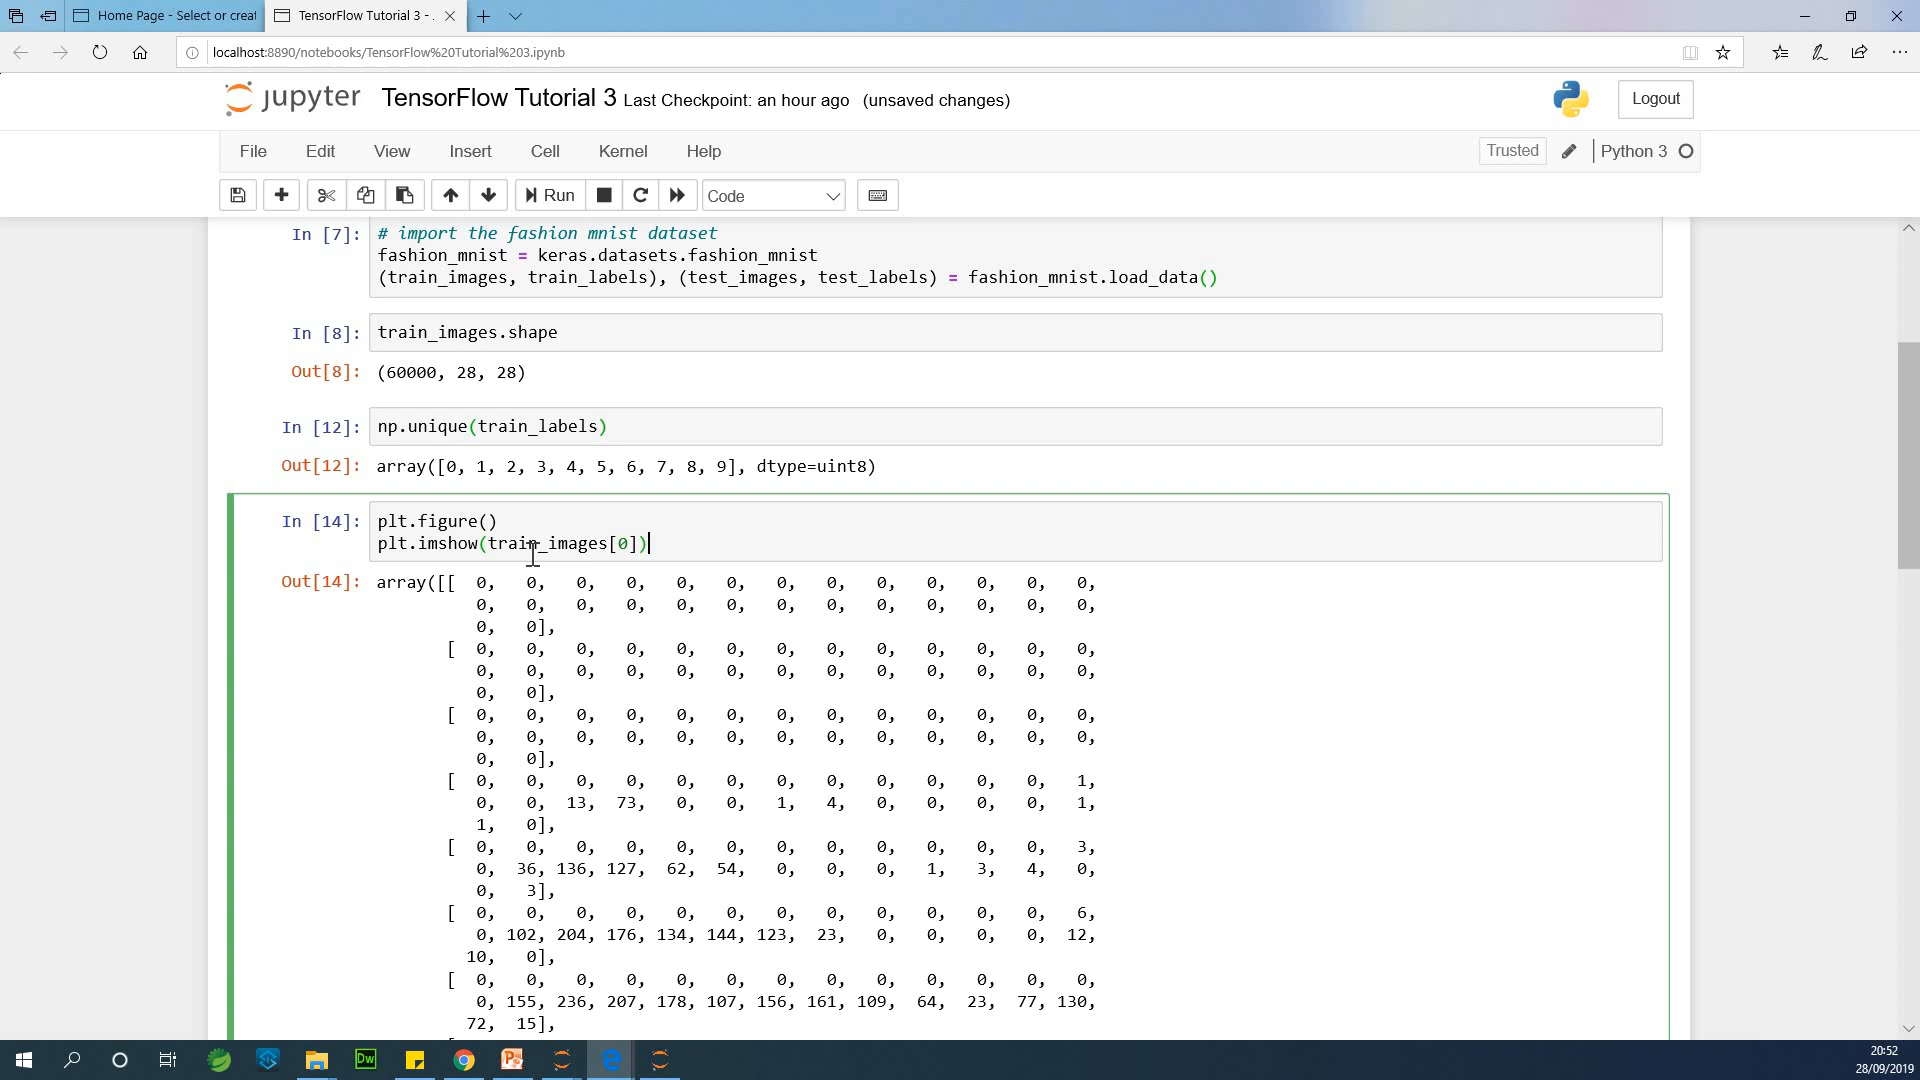 Home Page - Select or creat
TensorFlow Tutorial 3 - .
localhost:8890/notebooks/TensorFlow%20Tutorial%203.ipynb
jupyter TensorFlow Tutorial 3 Last Checkpoint: an hour ago (unsaved changes)
Logout
File Edit View Insert Cell Kernel Help
Trusted
Python 3
Run
Code
In [7]: # import the fashion mnist dataset
fashion_mnist = keras.datasets.fashion_mnist
(train_images, train_labels), (test_images, test_labels) = fashion_mnist.load_data()
In [8]: train_images.shape
Out[8]: (60000, 28, 28)
In [12]: np.unique(train_labels)
Out[12]: array([0, 1, 2, 3, 4, 5, 6, 7, 8, 9], dtype=uint8)
In [14]: plt.figure()
plt.imshow(train_images[0])
Out[14]: array([[ 0, 0, 0, 0, 0, 0, 0, 0, 0, 0, 0, 0, 0,
0, 0, 0, 0, 0, 0, 0, 0, 0, 0, 0, 0, 0,
0, 0],
[ 0, 0, 0, 0, 0, 0, 0, 0, 0, 0, 0, 0, 0,
0, 0, 0, 0, 0, 0, 0, 0, 0, 0, 0, 0, 0,
0, 0],
[ 0, 0, 0, 0, 0, 0, 0, 0, 0, 0, 0, 0, 0,
0, 0, 0, 0, 0, 0, 0, 0, 0, 0, 0, 0, 0,
0, 0],
[ 0, 0, 0, 0, 0, 0, 0, 0, 0, 0, 0, 0, 1,
0, 0, 13, 73, 0, 0, 1, 4, 0, 0, 0, 0, 1,
1, 0],
[ 0, 0, 0, 0, 0, 0, 0, 0, 0, 0, 0, 0, 3,
0, 36, 136, 127, 62, 54, 0, 0, 0, 1, 3, 4, 0,
0, 3],
[ 0, 0, 0, 0, 0, 0, 0, 0, 0, 0, 0, 0, 6,
0, 102, 204, 176, 134, 144, 123, 23, 0, 0, 0, 0, 12,
10, 0],
[ 0, 0, 0, 0, 0, 0, 0, 0, 0, 0, 0, 0, 0,
0, 155, 236, 207, 178, 107, 156, 161, 109, 64, 23, 77, 130,
72, 15],
Dw
20:52
28/09/2019